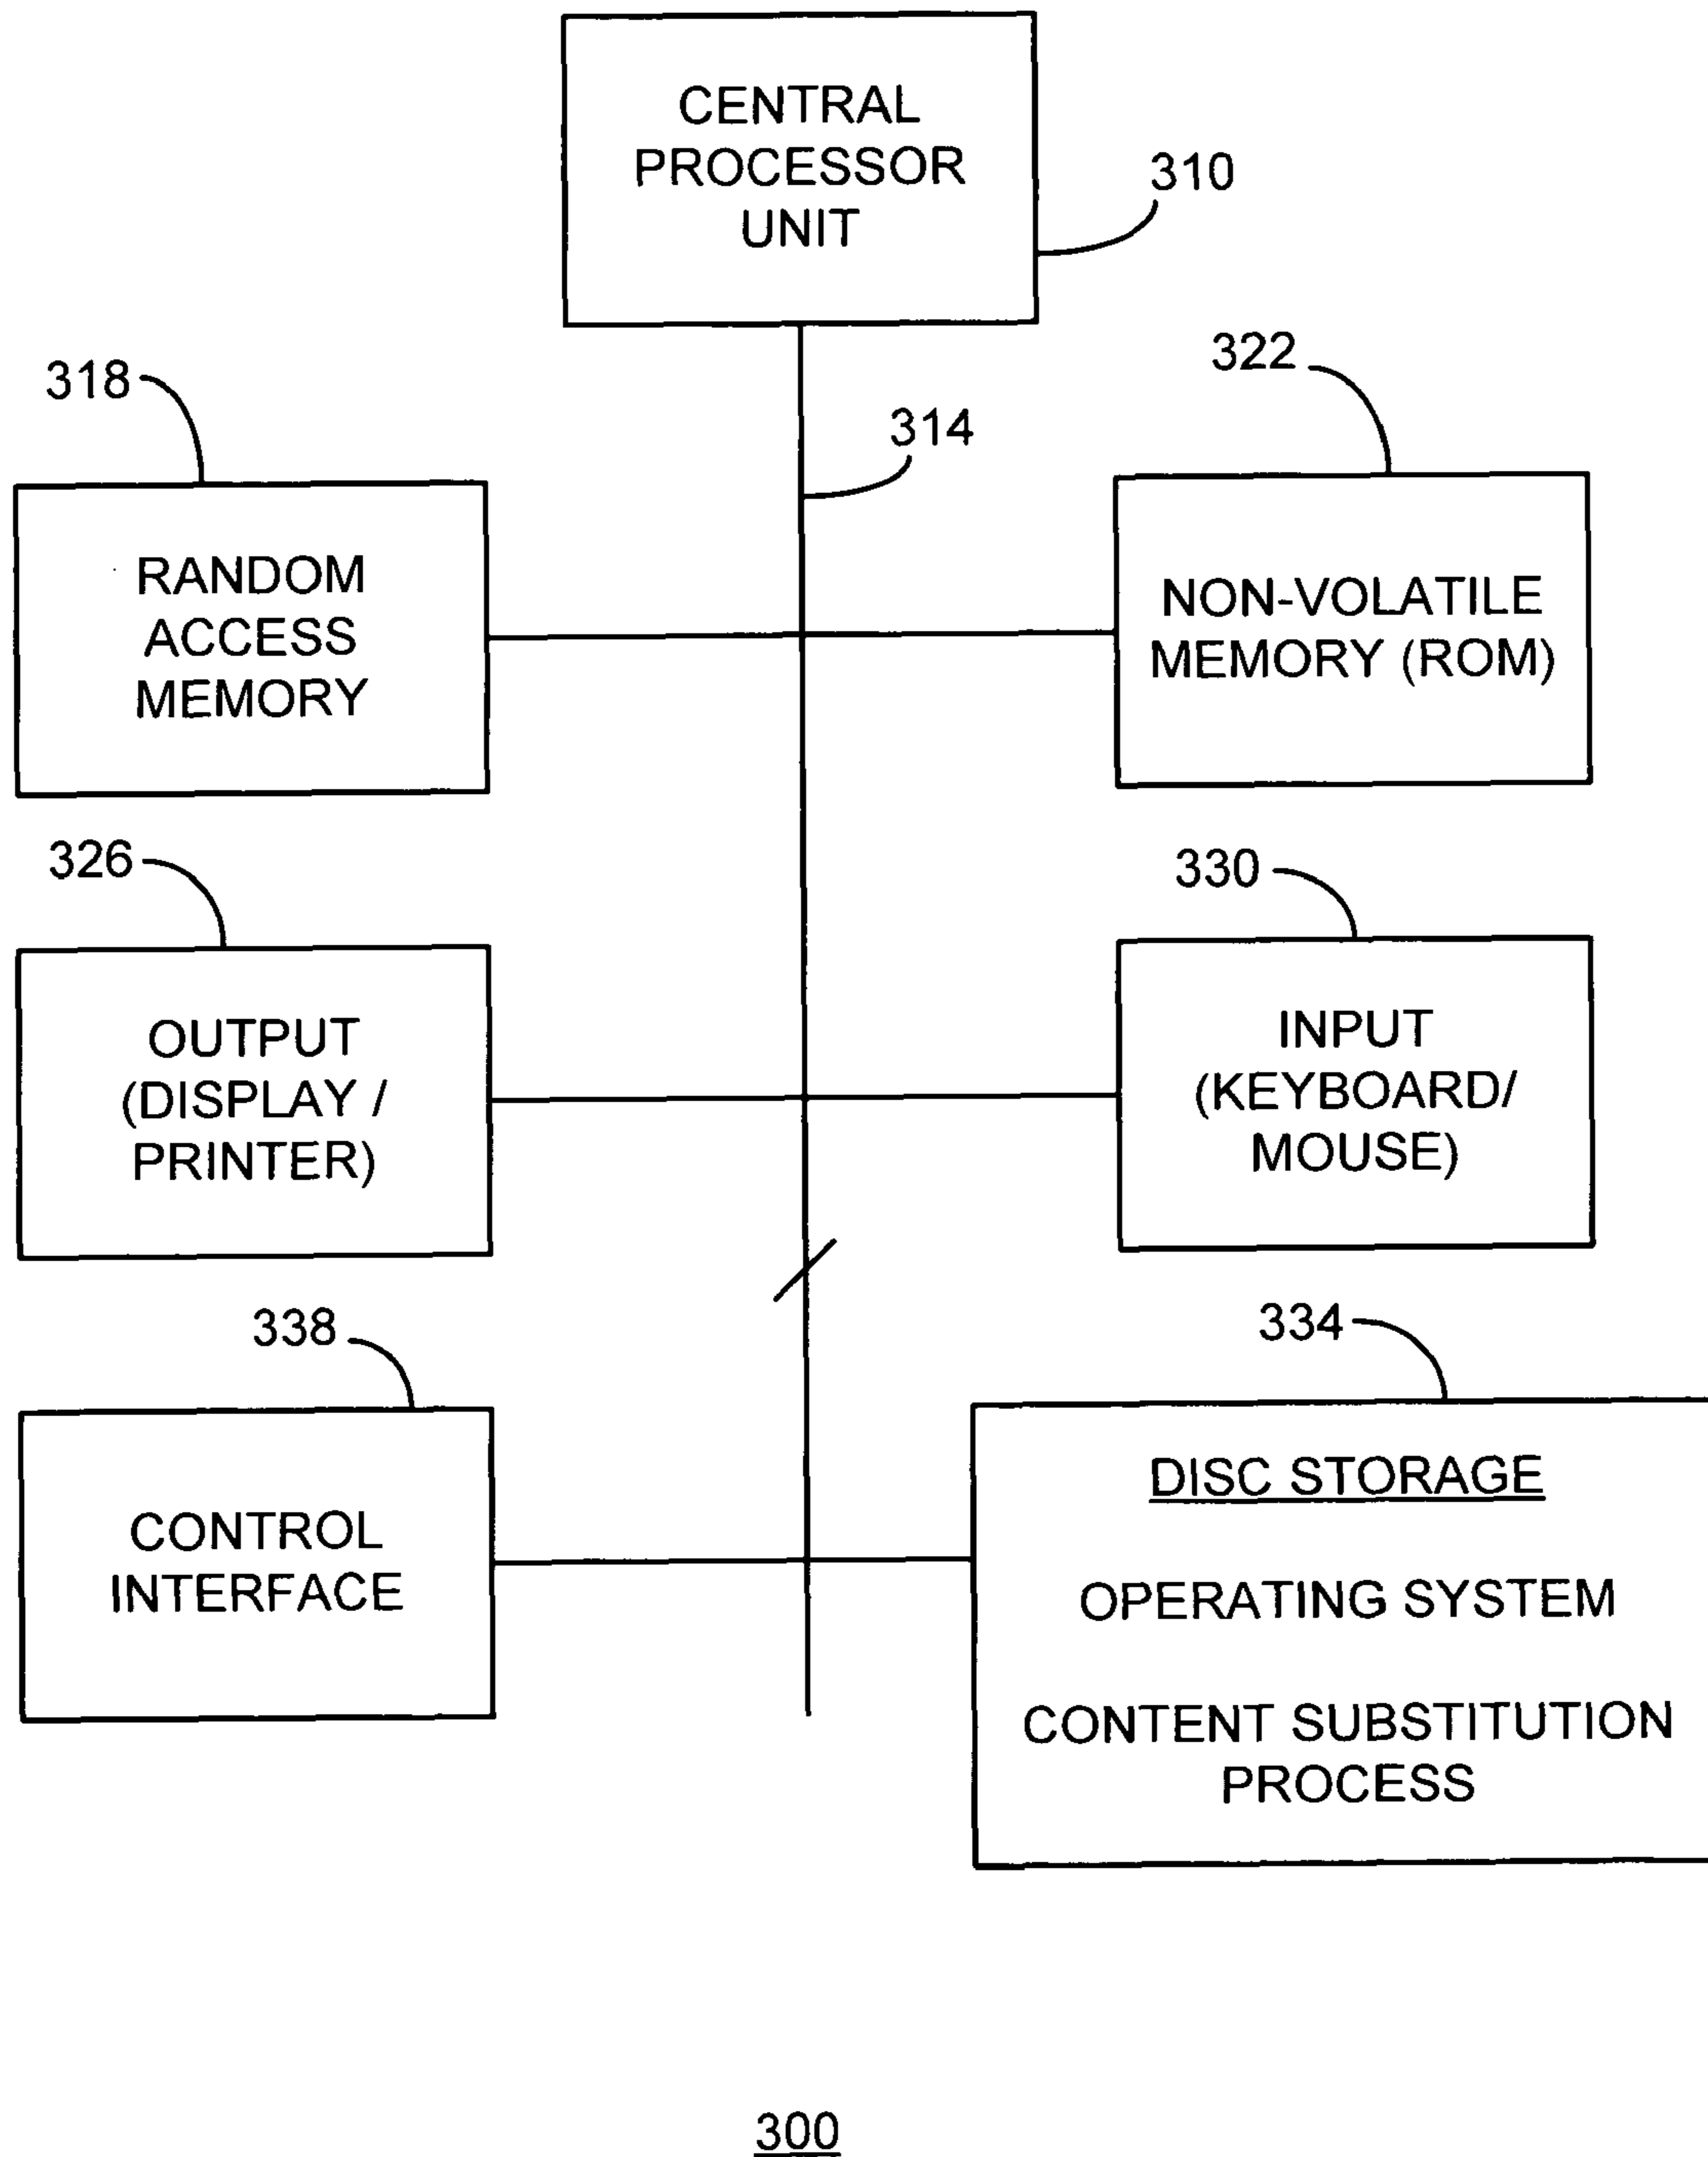 CENTRAL
PROCESSOR
UNIT
310
318
322
314
RANDOM
ACCESS
MEMORY
NON-VOLATILE
MEMORY (ROM)
326
330
OUTPUT
(DISPLAY /
PRINTER)
INPUT
(KEYBOARD/
MOUSE)
338
334
CONTROL
INTERFACE
DISC STORAGE
OPERATING SYSTEM
CONTENT SUBSTITUTION
PROCESS
300